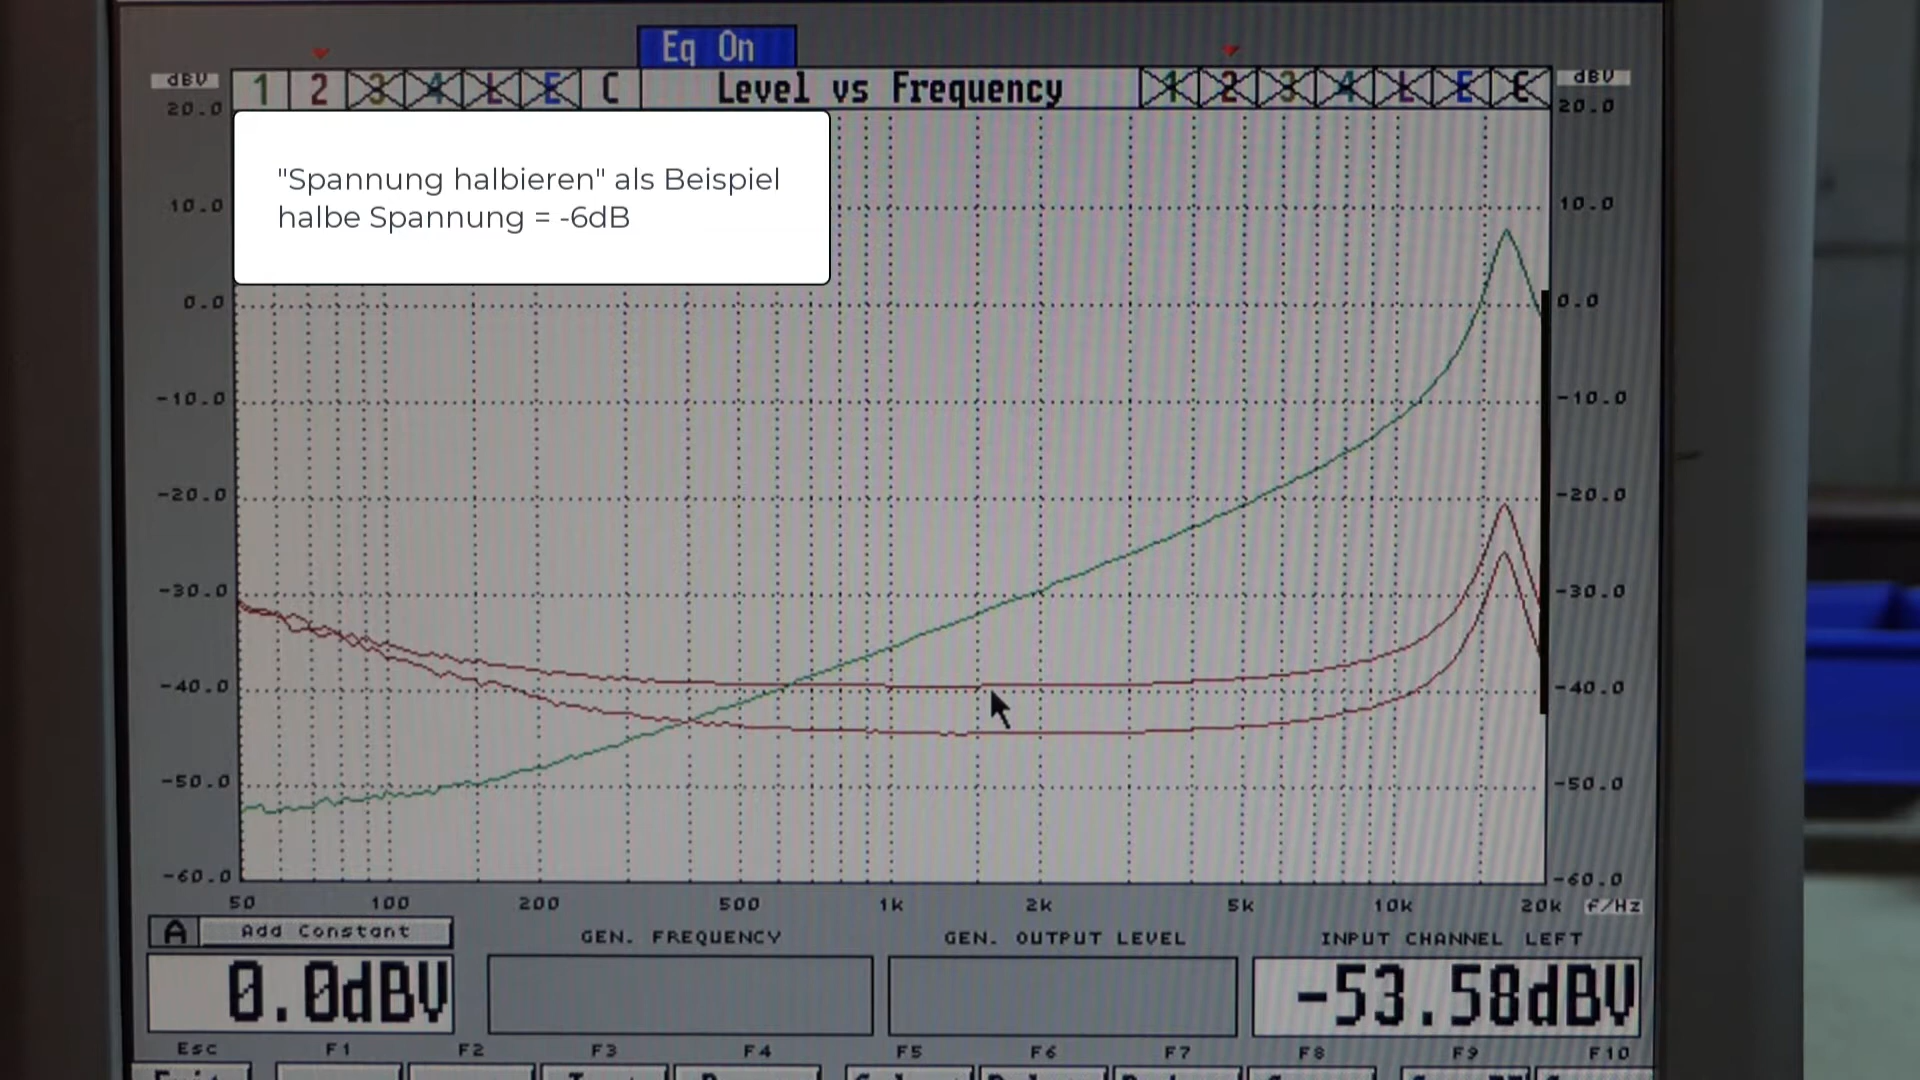 Eq On
dBV 1 2 3 4 L E C Level vs Frequency 1 2 3 4 L E C dBV
20.0 20.0
"Spannung halbieren" als Beispiel
halbe Spannung = -6dB
10.0 10.0
0.0 0.0
-10.0 -10.0
-20.0 -20.0
-30.0 -30.0
-40.0 -40.0
-50.0 -50.0
-60.0 -60.0
50 100 200 500 1k 2k 5k 10k 20k f/Hz
A Add Constant GEN. FREQUENCY GEN. OUTPUT LEVEL INPUT CHANNEL LEFT
0.0dBV -53.58dBV
Esc F1 F2 F3 F4 F5 F6 F7 F8 F9 F10